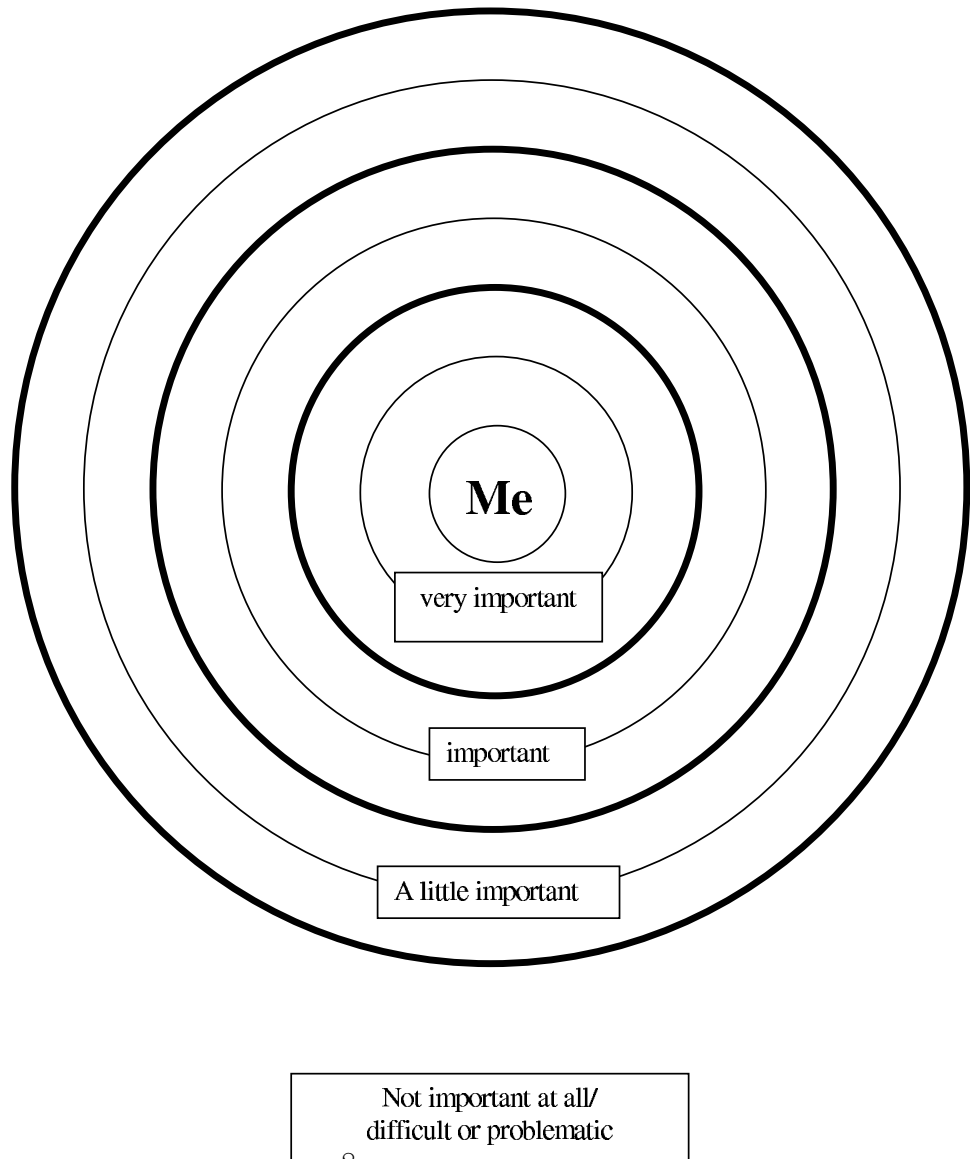 Me
very important
important
A little important
Not important at all/
difficult or problematic